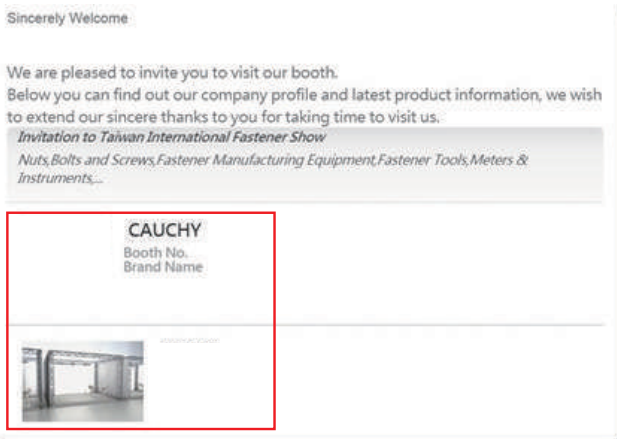 Sincerely Welcome
We are pleased to invite you to visit our booth.
Below you can find out our company profile and latest product information, we wish
to extend our sincere thanks to you for taking time to visit us.
Invitation to Taiwan International Fastener Show
Nuts,Bolts and Screws,Fastener Manufacturing Equipment,Fastener Tools,Meters &
Instruments,...
CAUCHY
Booth No.
Brand Name